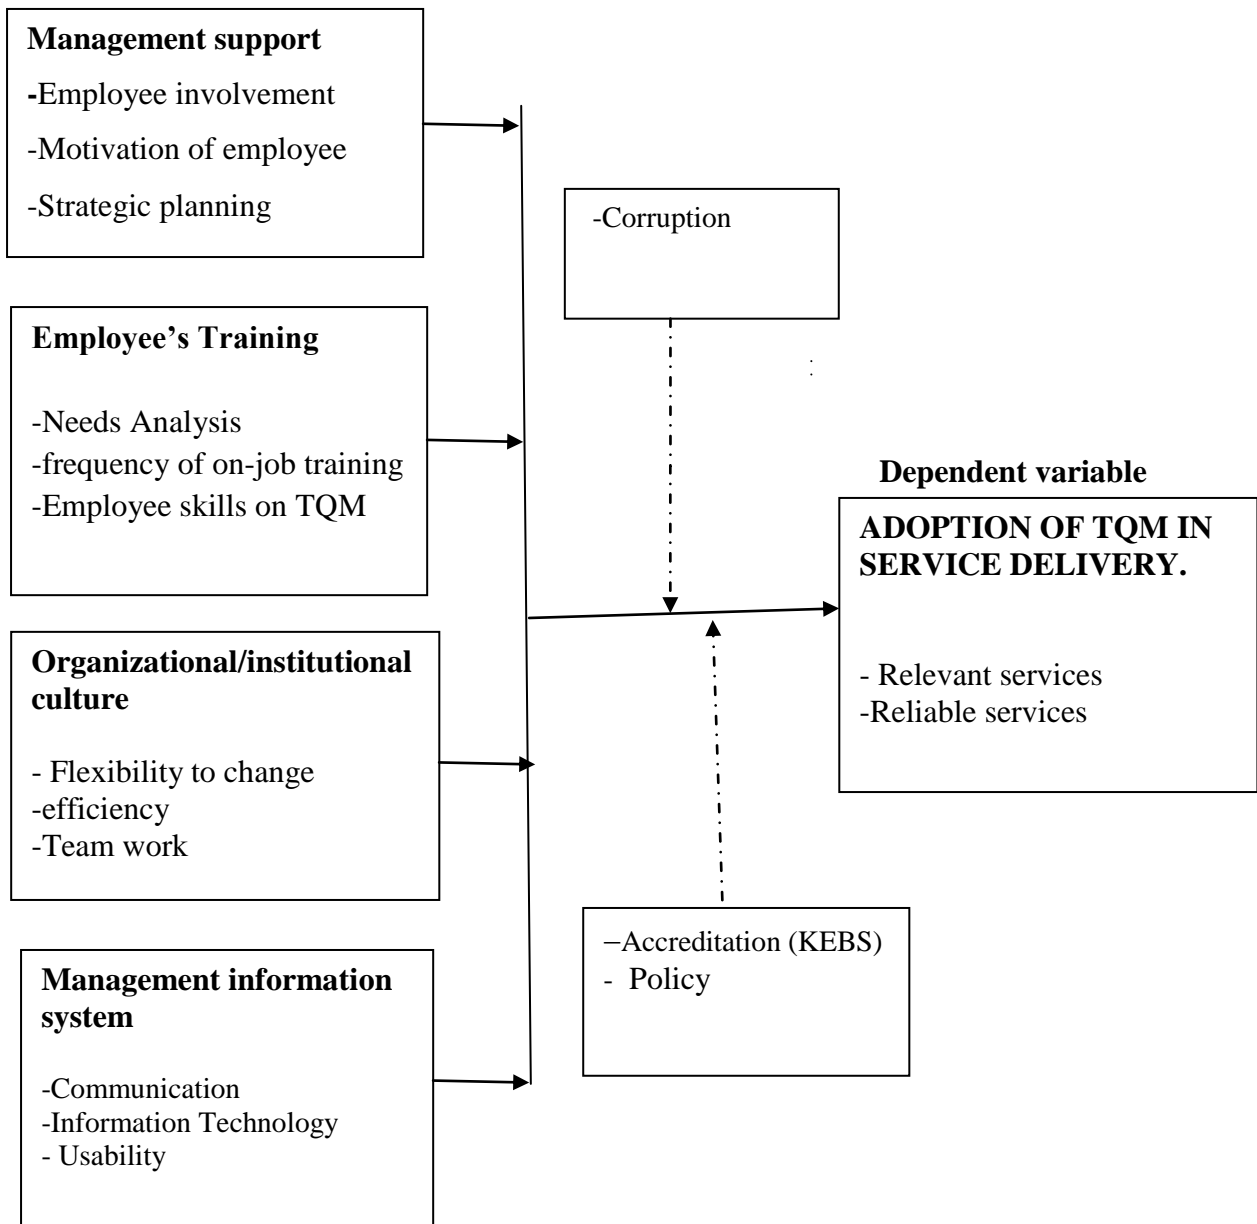 Management support
-Employee involvement
-Motivation of employee
-Strategic planning
Employee’s Training
-Needs Analysis
-frequency of on-job training
-Employee skills on TQM
Organizational/institutional
culture
- Flexibility to change
-efficiency
-Team work
Management information
system
-Communication
-Information Technology
- Usability
-Corruption
–Accreditation (KEBS)
- Policy
Dependent variable
ADOPTION OF TQM IN
SERVICE DELIVERY.
- Relevant services
-Reliable services